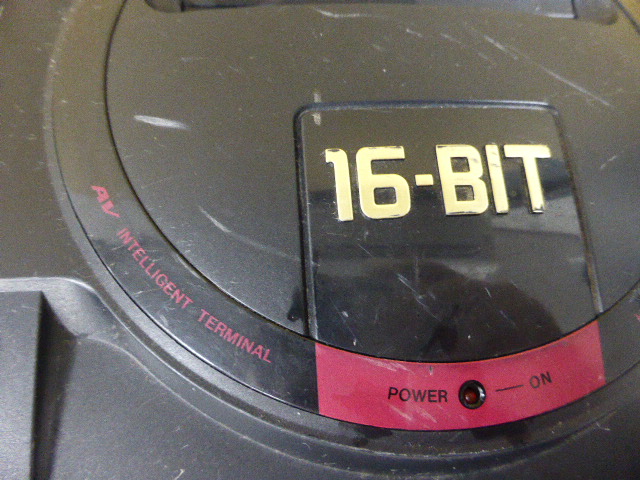 16-BIT
AV INTELLIGENT TERMINAL
POWER ON